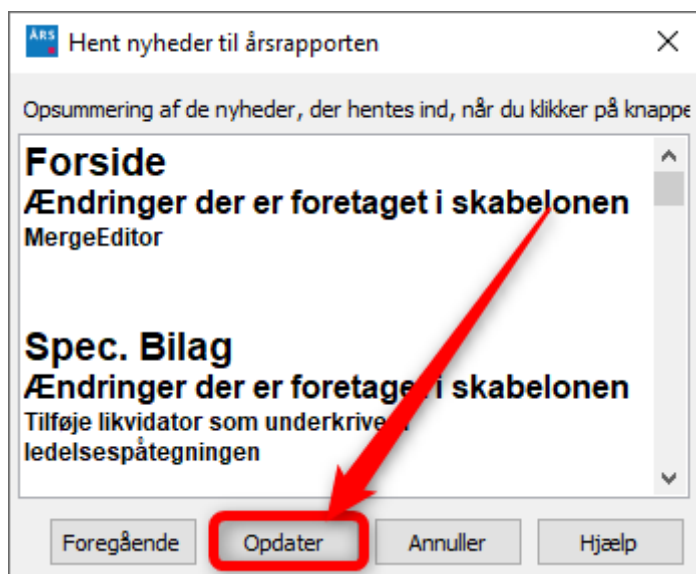 ÅRS
Hent nyheder til årsrapporten
Opsummering af de nyheder, der hentes ind, når du klikker på knappe
Forside
Ændringer der er foretaget i skabelonen
MergeEditor
Spec. Bilag
Ændringer der er foretaget i skabelonen
Tilføje likvidator som
ledelsespåtegningen
Foregående Opdater Annuller Hjælp